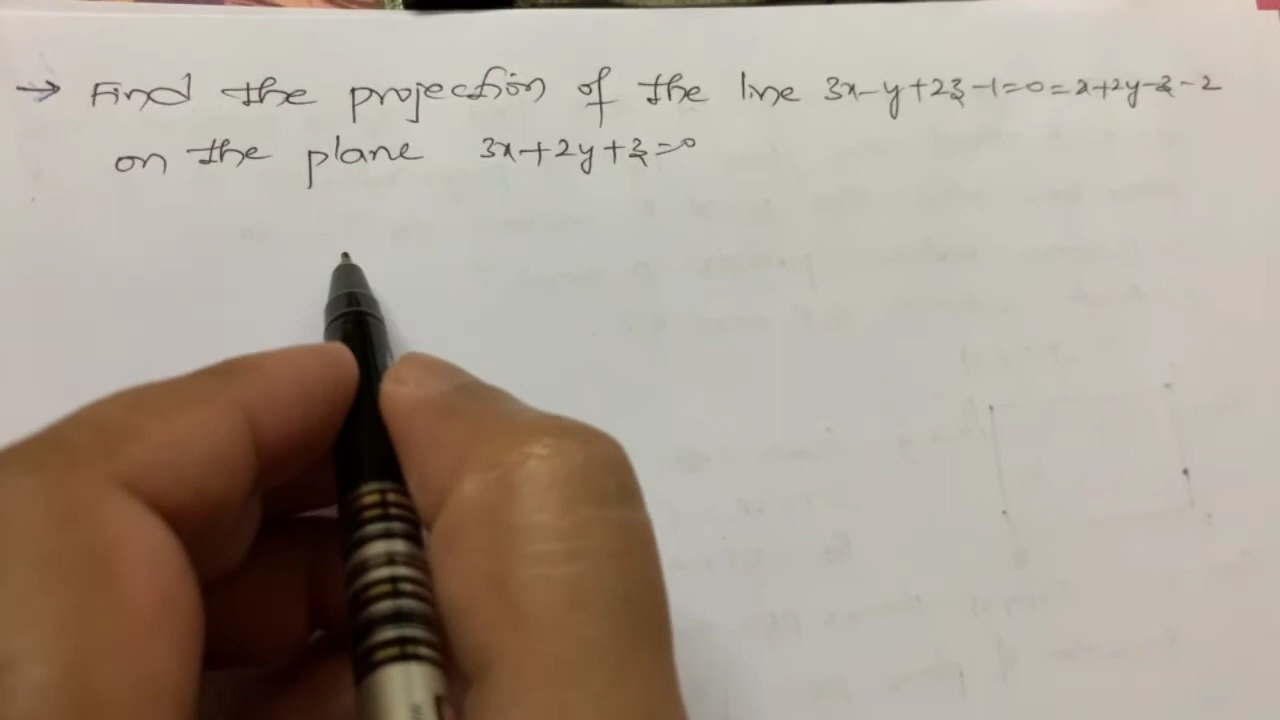 → Find the projection of the line 3x-y+2z-1=0=x+2y-z-2
on the plane 3x+2y+z=0